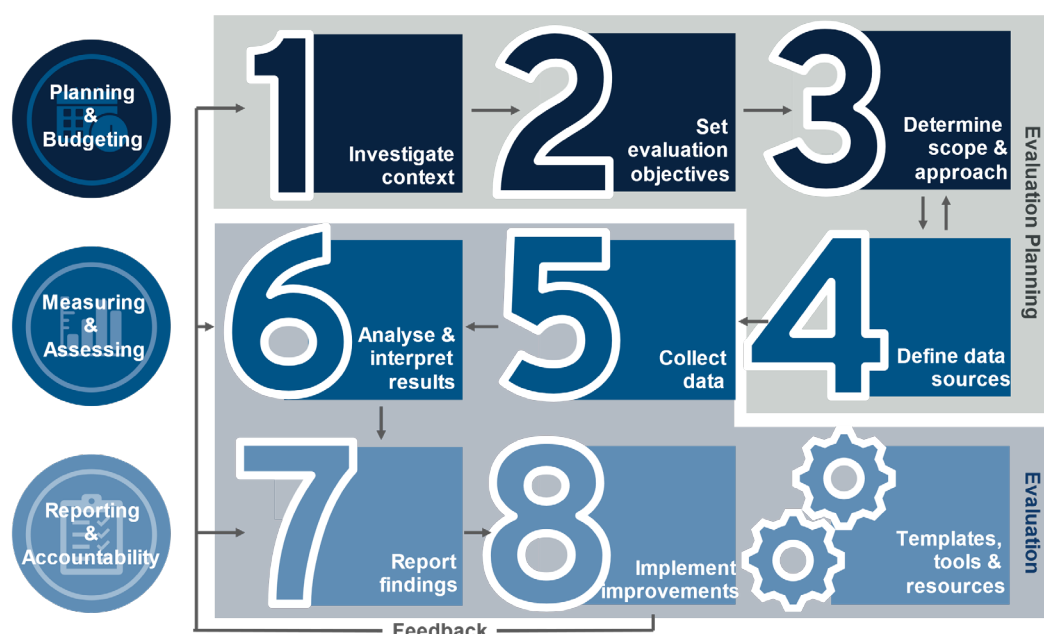 Planning
&
Budgeting
1
Investigate
context
2
Set
evaluation
objectives
3
Determine
scope &
approach
Evaluation Planning
Measuring
&
Assessing
6
Analyse &
interpret
results
5
Collect
data
4
Define data
sources
Reporting
&
Accountability
7
Report
findings
8
Implement
improvements
Templates,
tools &
resources
Evaluation
Feedback